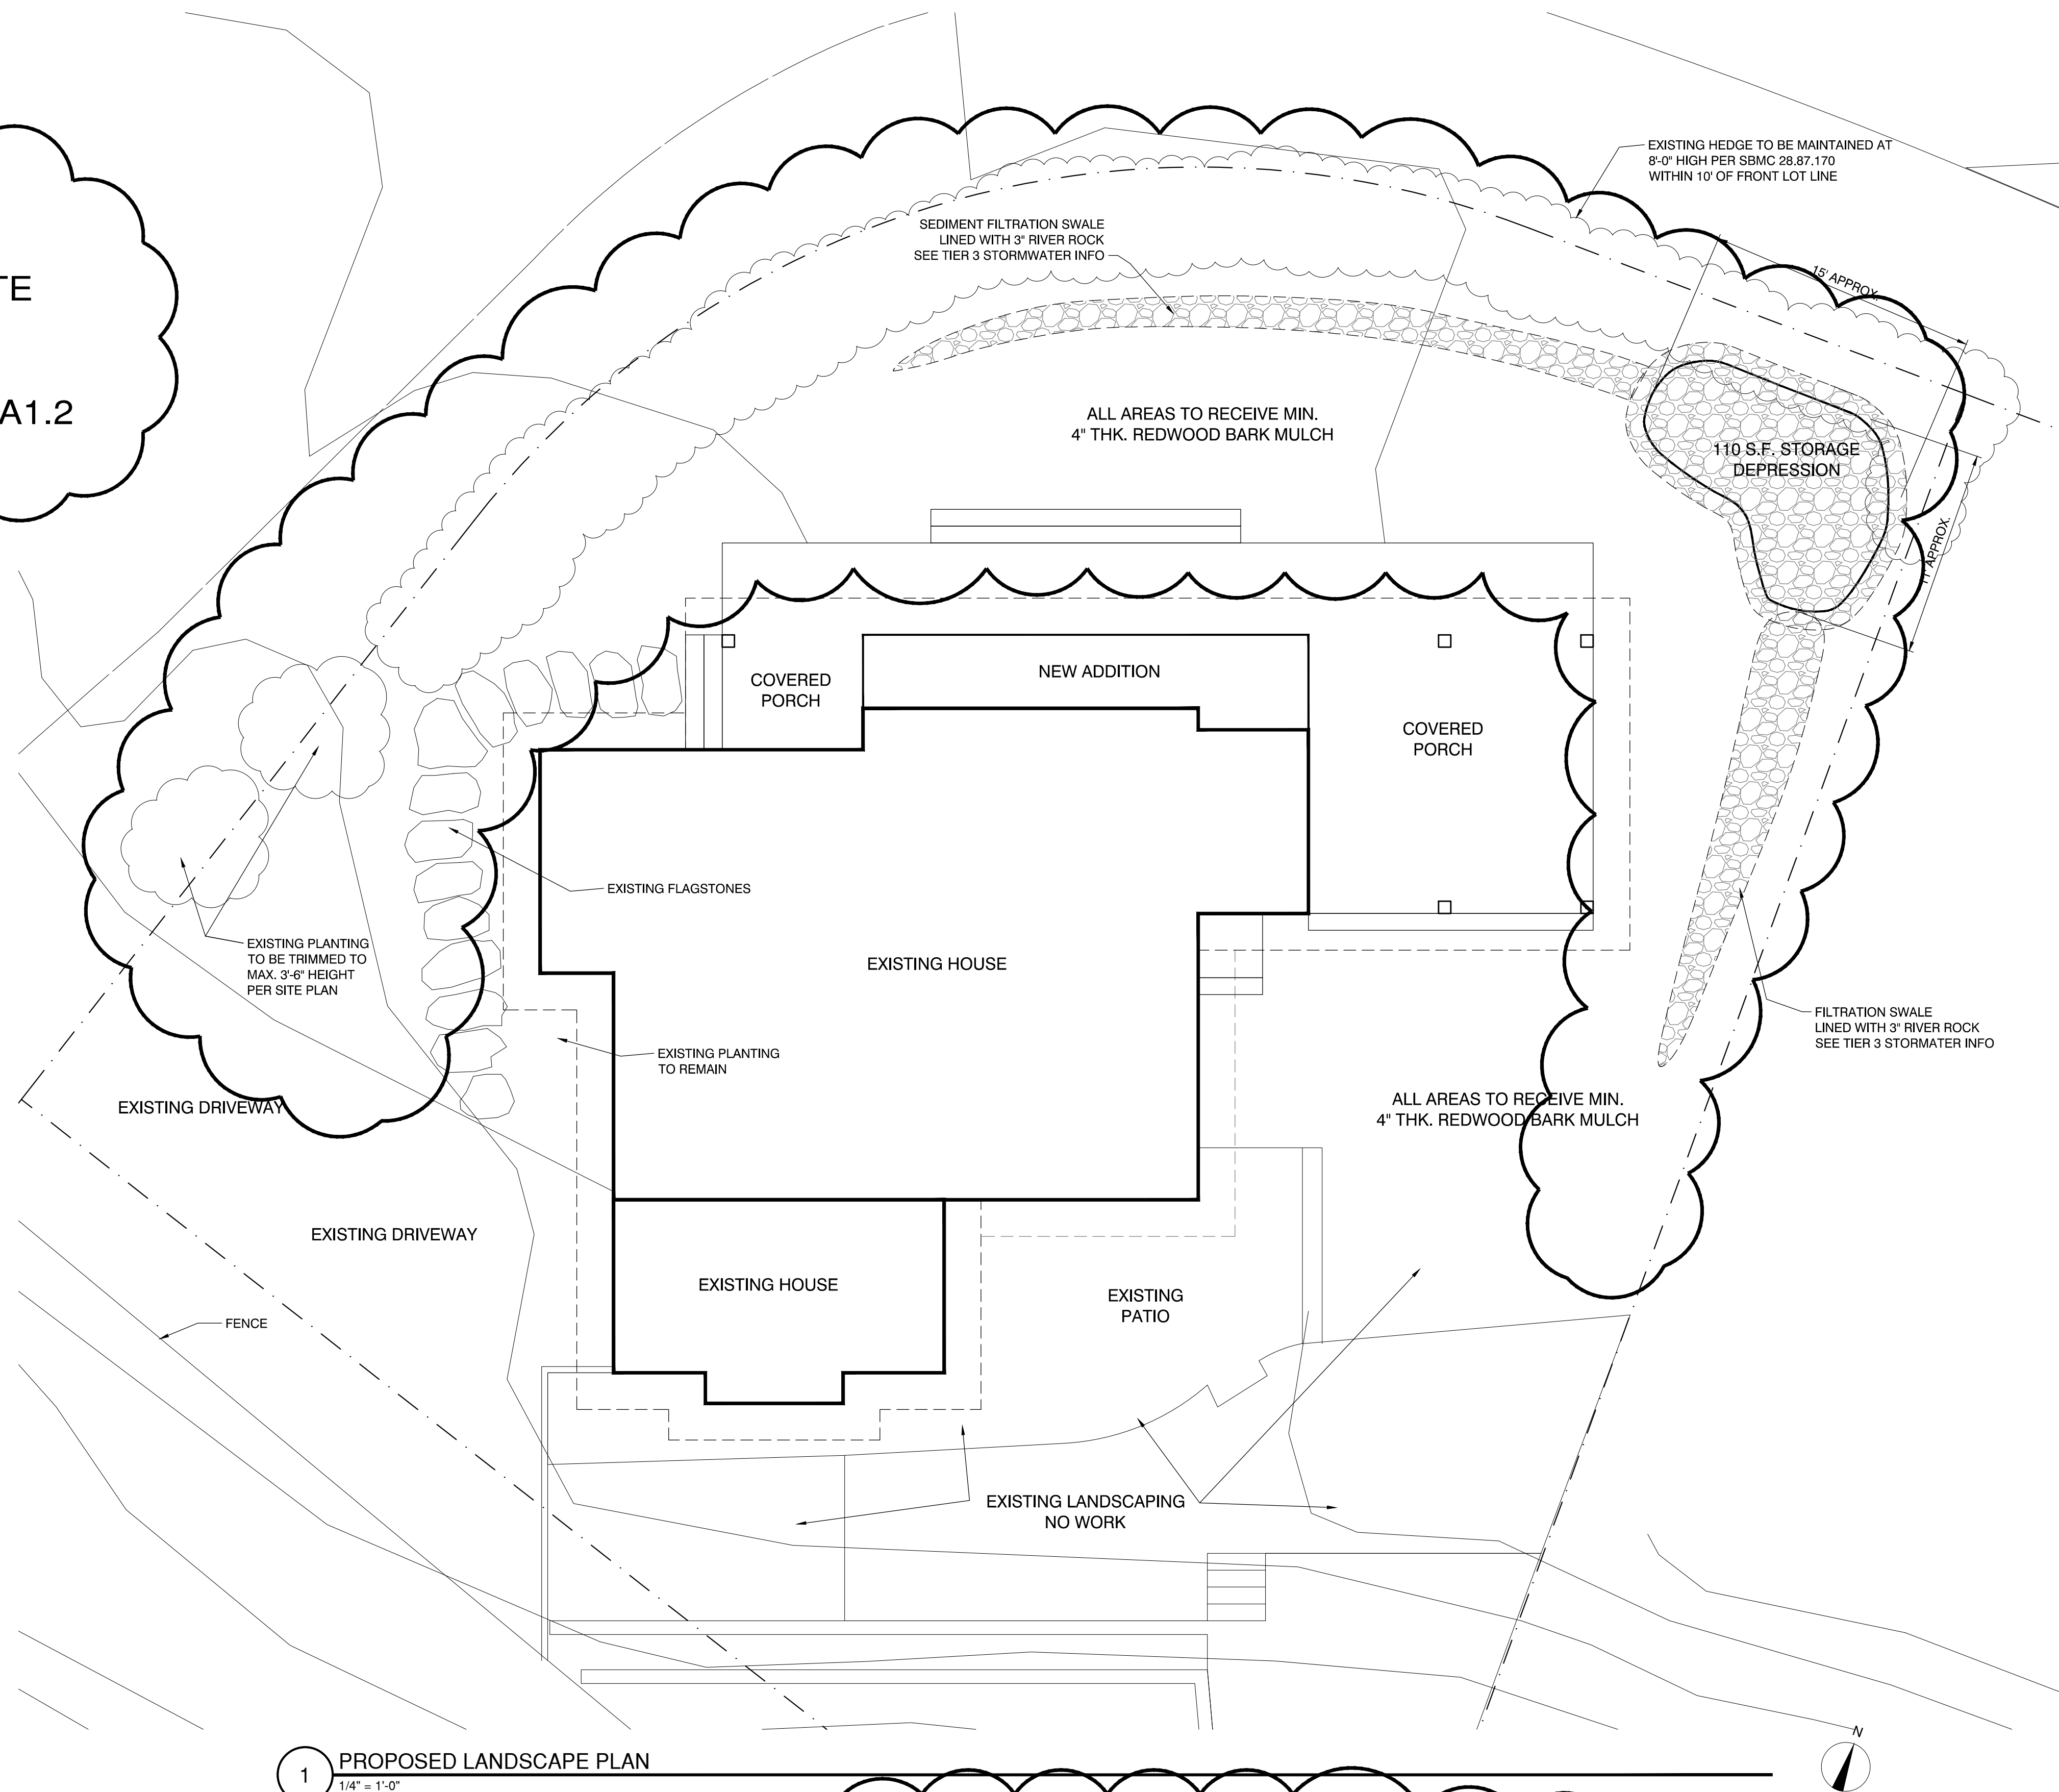 TE
A1.2
EXISTING HEDGE TO BE MAINTAINED AT
8'-0" HIGH PER SBMC 28.87.170
WITHIN 10' OF FRONT LOT LINE
SEDIMENT FILTRATION SWALE
LINED WITH 3" RIVER ROCK
SEE TIER 3 STORMWATER INFO
15' APPROX.
ALL AREAS TO RECEIVE MIN.
4" THK. REDWOOD BARK MULCH
110 S.F. STORAGE
DEPRESSION
11' APPROX.
COVERED
PORCH
NEW ADDITION
COVERED
PORCH
EXISTING FLAGSTONES
EXISTING PLANTING
TO BE TRIMMED TO
MAX. 3'-6" HEIGHT
PER SITE PLAN
EXISTING HOUSE
FILTRATION SWALE
LINED WITH 3" RIVER ROCK
SEE TIER 3 STORMATER INFO
EXISTING PLANTING
TO REMAIN
EXISTING DRIVEWAY
ALL AREAS TO RECEIVE MIN.
4" THK. REDWOOD BARK MULCH
EXISTING DRIVEWAY
EXISTING HOUSE
EXISTING
PATIO
FENCE
EXISTING LANDSCAPING
NO WORK
N
1
PROPOSED LANDSCAPE PLAN
1/4" = 1'-0"